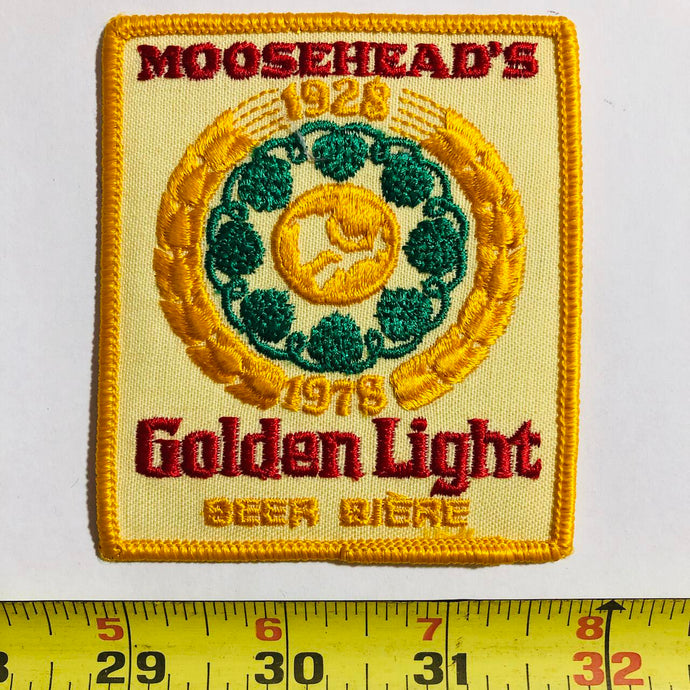 MOOSEHEAD'S
1928
1978
Golden Light
BEER BIÈRE
5 6 7 8
29 30 31 32